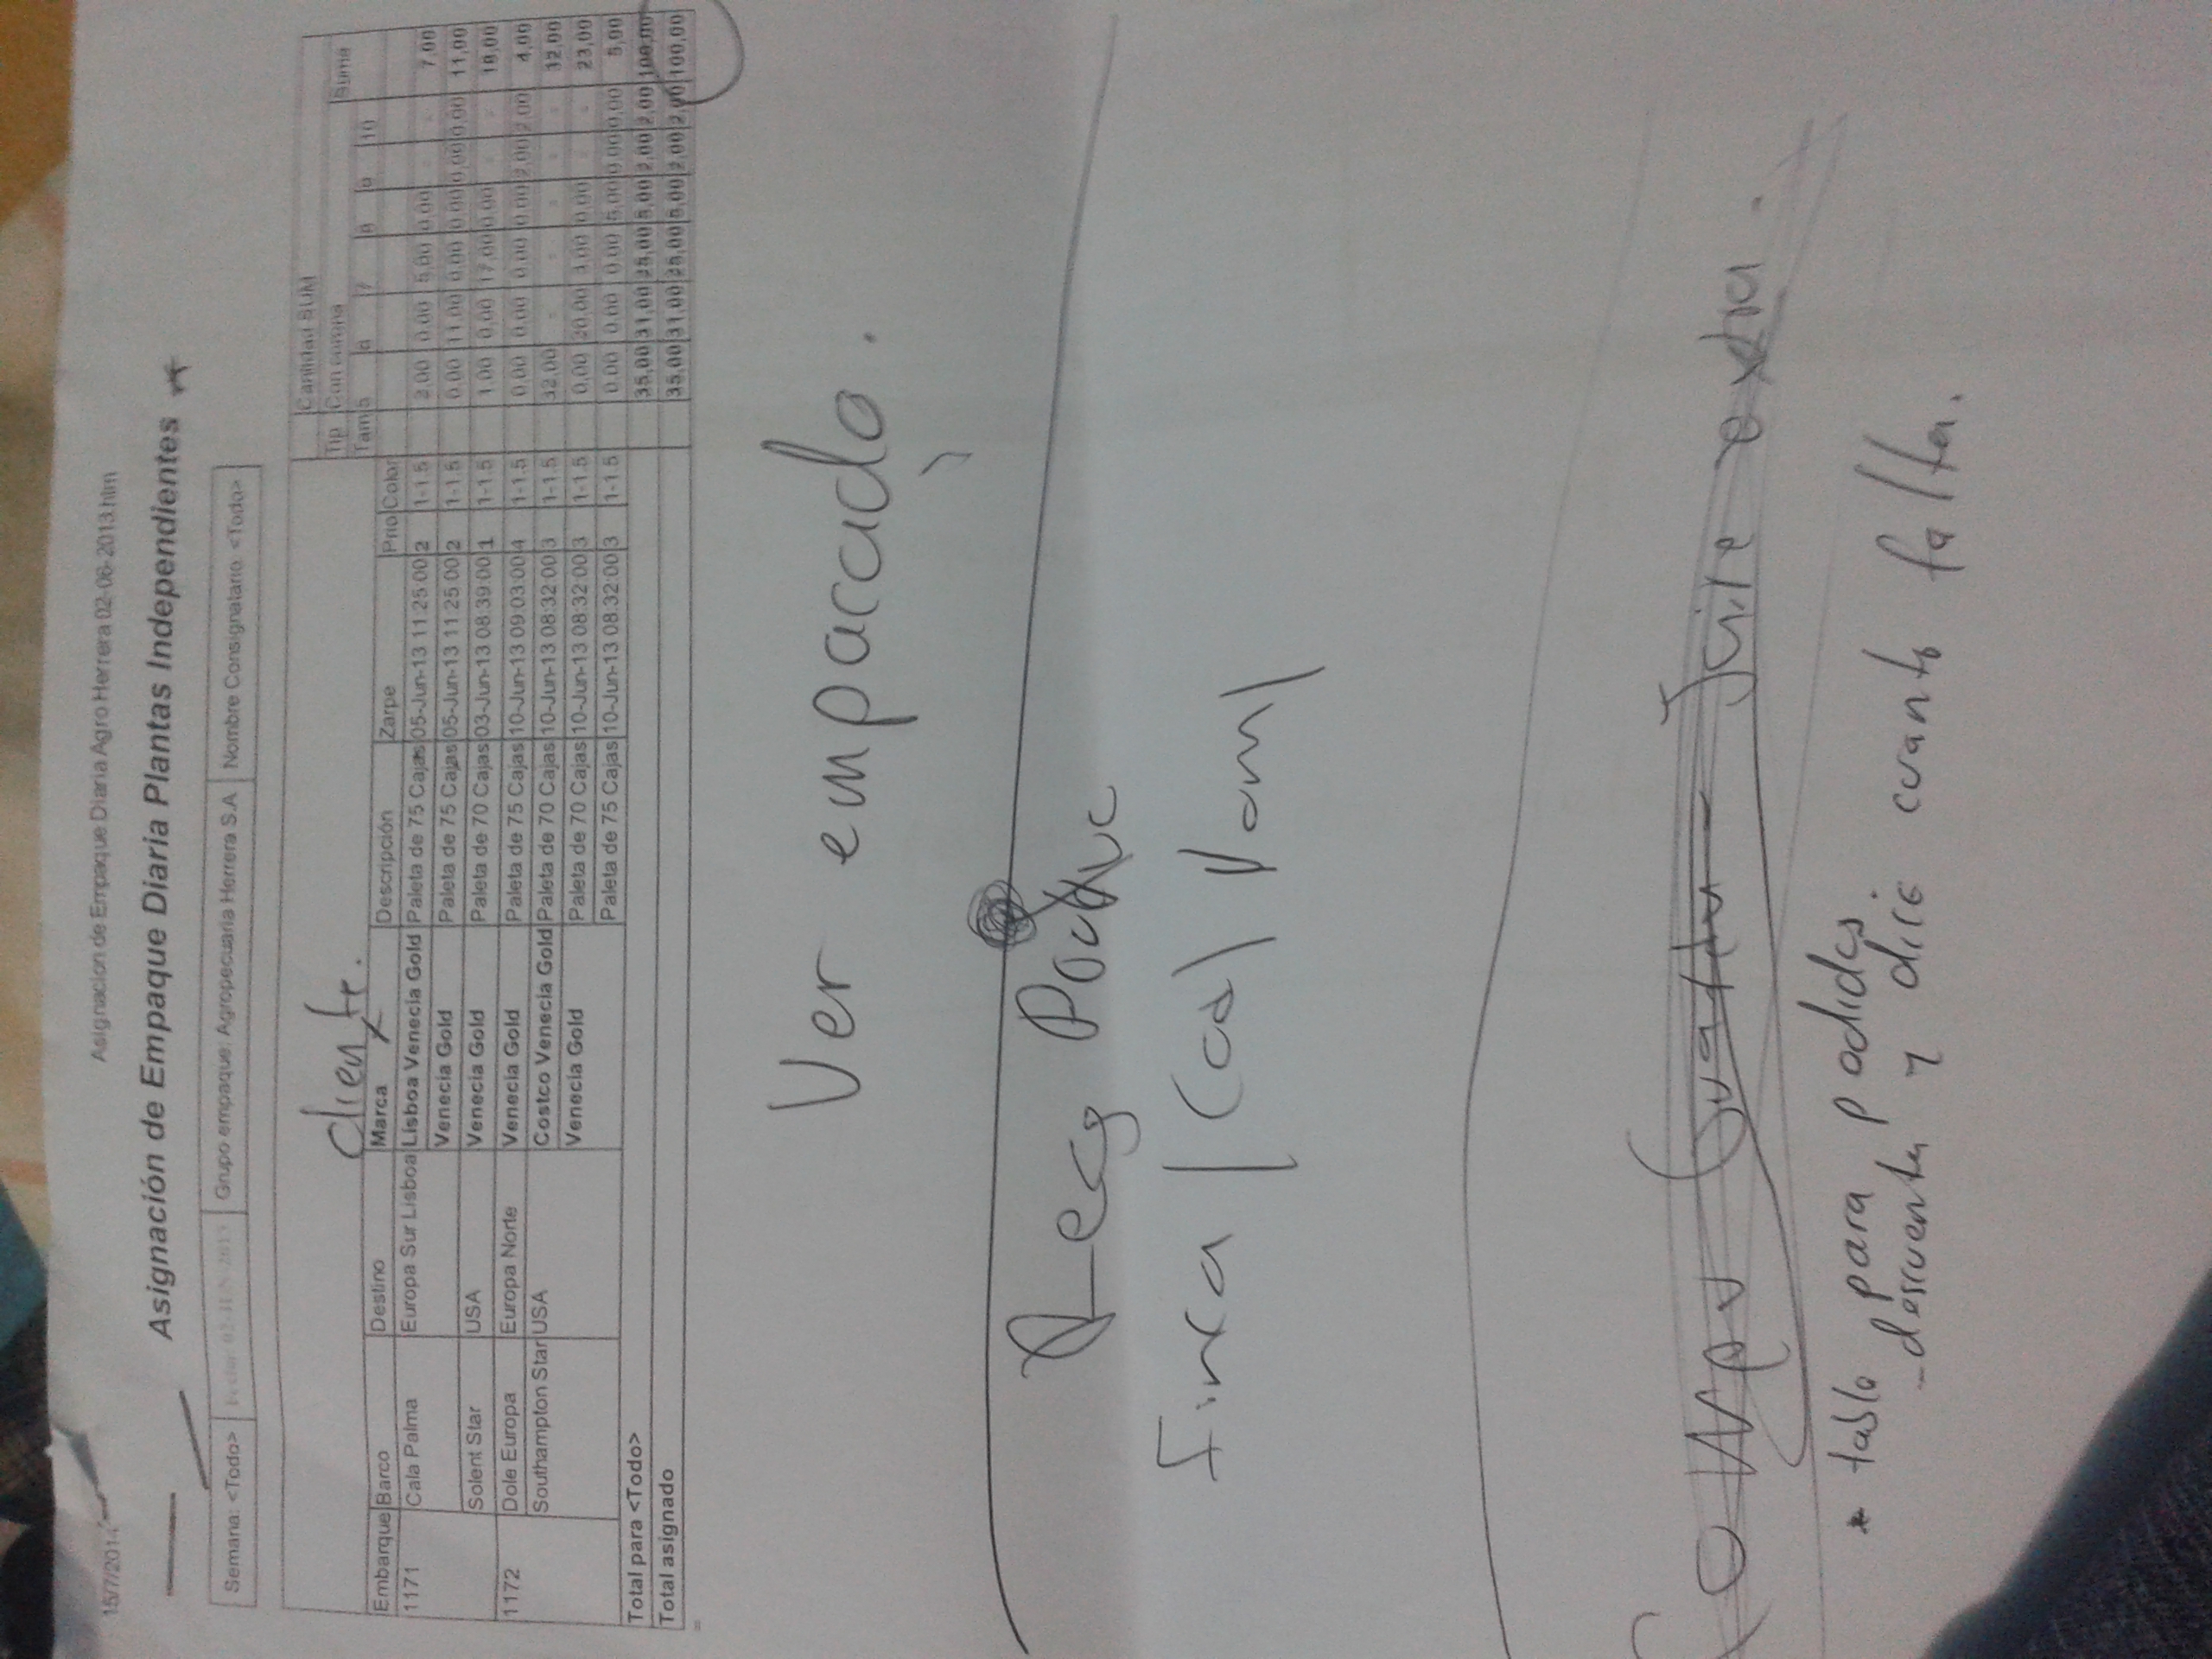 15/7/2014
Asignacion de Empaque Diaria Agro Herrera 02-06-2013.htm
Asignación de Empaque Diaria Plantas Independientes
Semana: <Todo> Fecha: 02-JUN-2013 Grupo empaque: Agropecuaria Herrera S.A Nombre Consignatario: <Todo>
Cantidad SUM
cliente.
Tip Con corona Suma
Tam 5 6 7 8 9 10
Embarque Barco Destino Marca Descripción Zarpe Prio Color
1171 Cala Palma Europa Sur Lisboa Lisboa Venecia Gold Paleta de 75 Cajas 05-Jun-13 11:25:00 2 1-1.5 2,00 0,00 5,00 0,00 - - 7,00
Venecia Gold Paleta de 75 Cajas 05-Jun-13 11:25:00 2 1-1.5 0,00 11,00 0,00 0,00 0,00 0,00 11,00
Solent Star USA Venecia Gold Paleta de 70 Cajas 03-Jun-13 08:39:00 1 1-1.5 1,00 0,00 17,00 0,00 - - 18,00
1172 Dole Europa Europa Norte Venecia Gold Paleta de 75 Cajas 10-Jun-13 09:03:00 4 1-1.5 0,00 0,00 0,00 0,00 2,00 2,00 4,00
Southampton Star USA Costco Venecia Gold Paleta de 70 Cajas 10-Jun-13 08:32:00 3 1-1.5 32,00 - - - - - 32,00
Venecia Gold Paleta de 70 Cajas 10-Jun-13 08:32:00 3 1-1.5 0,00 20,00 3,00 0,00 - - 23,00
Paleta de 75 Cajas 10-Jun-13 08:32:00 3 1-1.5 0,00 0,00 0,00 5,00 0,00 0,00 5,00
Total para <Todo> 35,00 31,00 25,00 5,00 2,00 2,00 100,00
Total asignado 35,00 31,00 25,00 5,00 2,00 2,00 100,00
Ver empacado.
Finca
extra.
* tabla para pedidos.
- descuenta y dice cuanto falta.